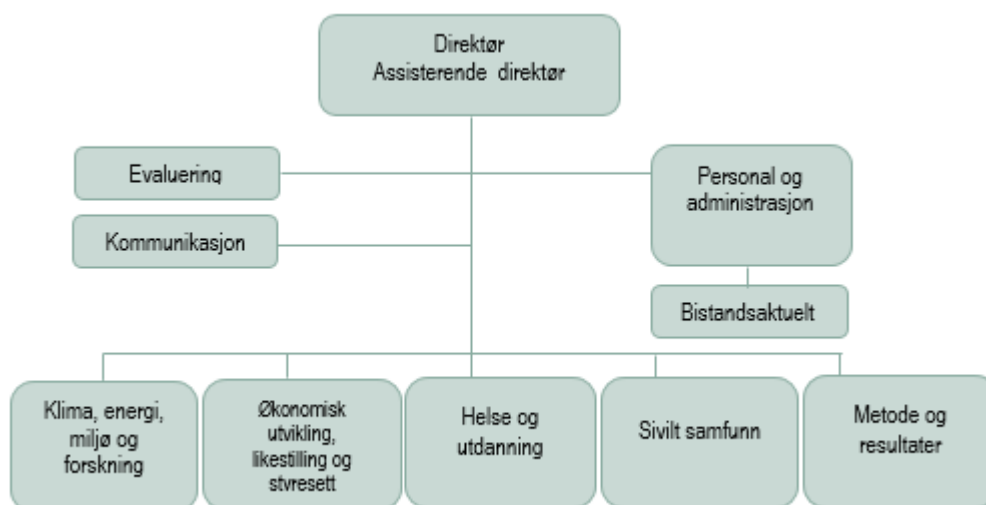 Direktør
Assisterende direktør
Evaluering
Personal og
administrasjon
Kommunikasjon
Bistandsaktuelt
Klima, energi,
miljø og
forskning
Økonomisk
utvikling,
likestilling og
styresett
Helse og
utdanning
Sivilt samfunn
Metode og
resultater